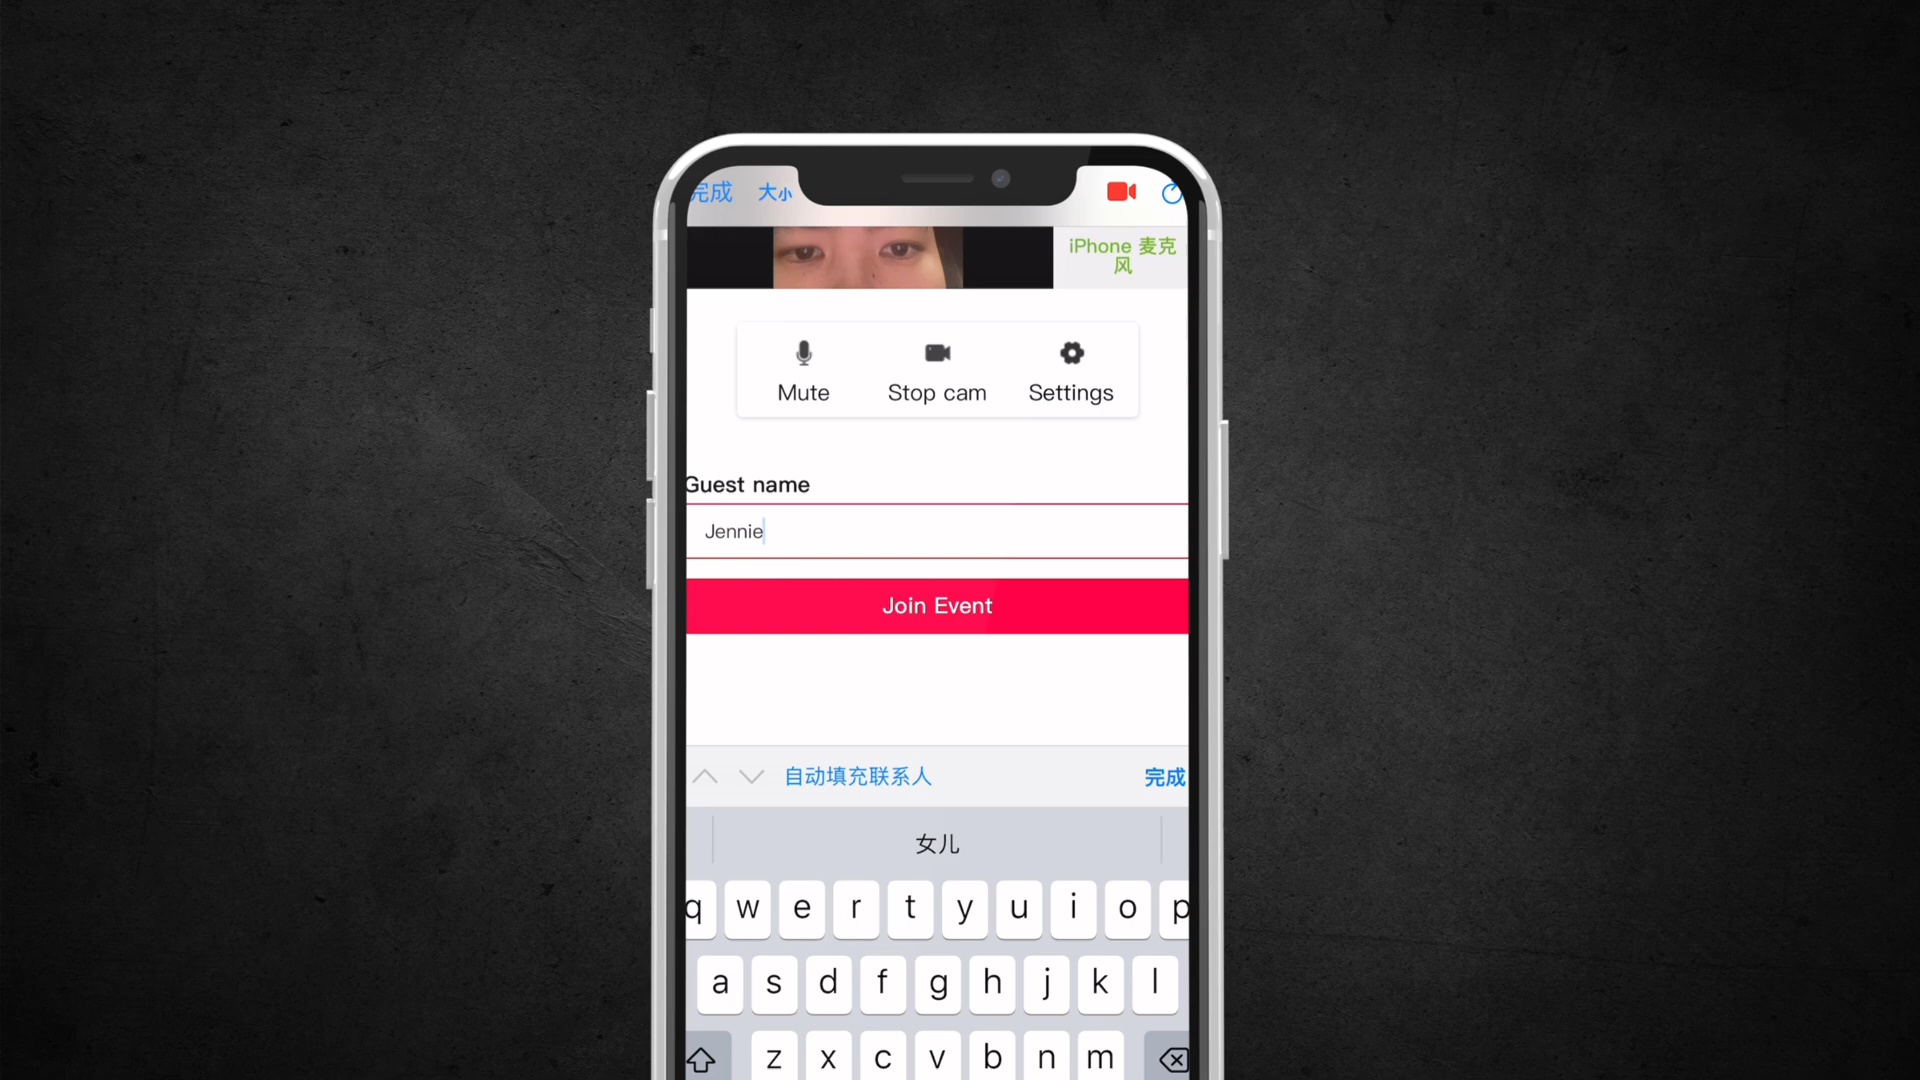 完成 大小
iPhone 麦克
风
Mute Stop cam Settings
Guest name
Jennie
Join Event
自动填充联系人 完成
女儿
q w e r t y u i o p
a s d f g h j k l
z x c v b n m